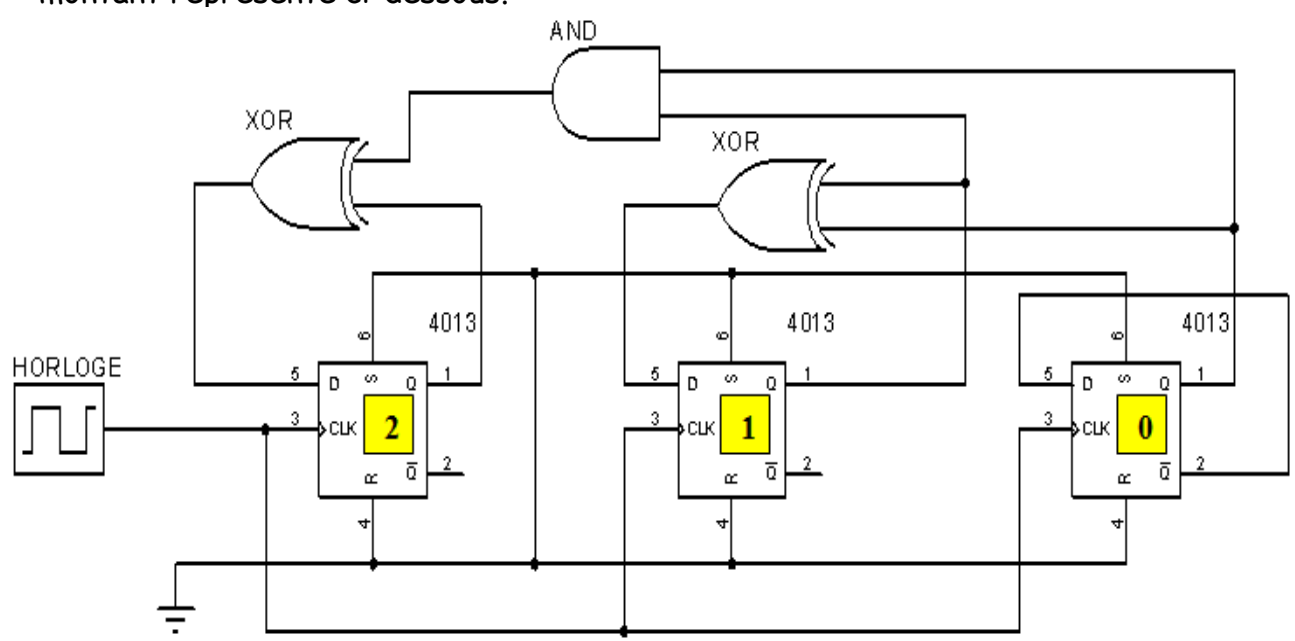 montant représenté ci-dessous.
AND
XOR
XOR
4013
4013
4013
HORLOGE
6
6
6
5 D S Q 1
5 D S Q 1
5 D S Q 1
3 CLK 2
3 CLK 1
3 CLK 0
R Q̅ 2
R Q̅ 2
R Q̅ 2
4
4
4